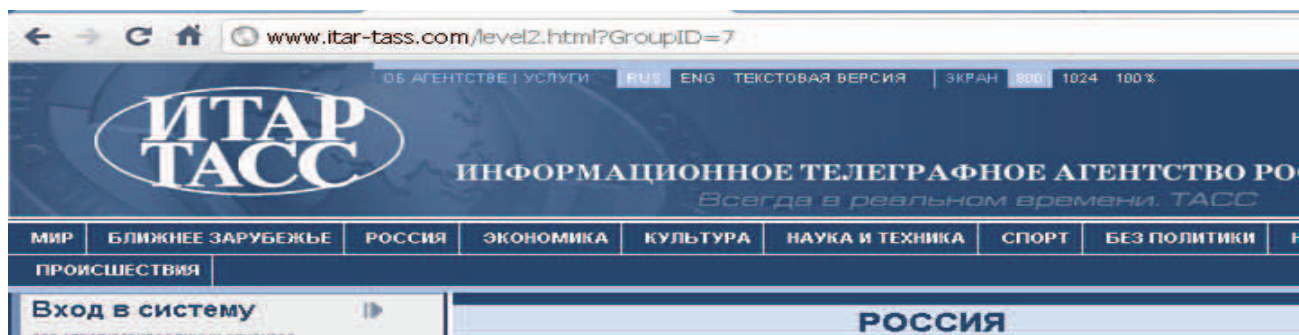 www.itar-tass.com/level2.html?GroupID=7
ОБ АГЕНТСТВЕ | УСЛУГИ RUS ENG ТЕКСТОВАЯ ВЕРСИЯ | ЭКРАН 800 1024 100%
ИТАР
ТАСС
ИНФОРМАЦИОННОЕ ТЕЛЕГРАФНОЕ АГЕНТСТВО РО
Всегда в реальном времени. ТАСС
МИР БЛИЖНЕЕ ЗАРУБЕЖЬЕ РОССИЯ ЭКОНОМИКА КУЛЬТУРА НАУКА И ТЕХНИКА СПОРТ БЕЗ ПОЛИТИКИ
ПРОИСШЕСТВИЯ
Вход в систему
РОССИЯ